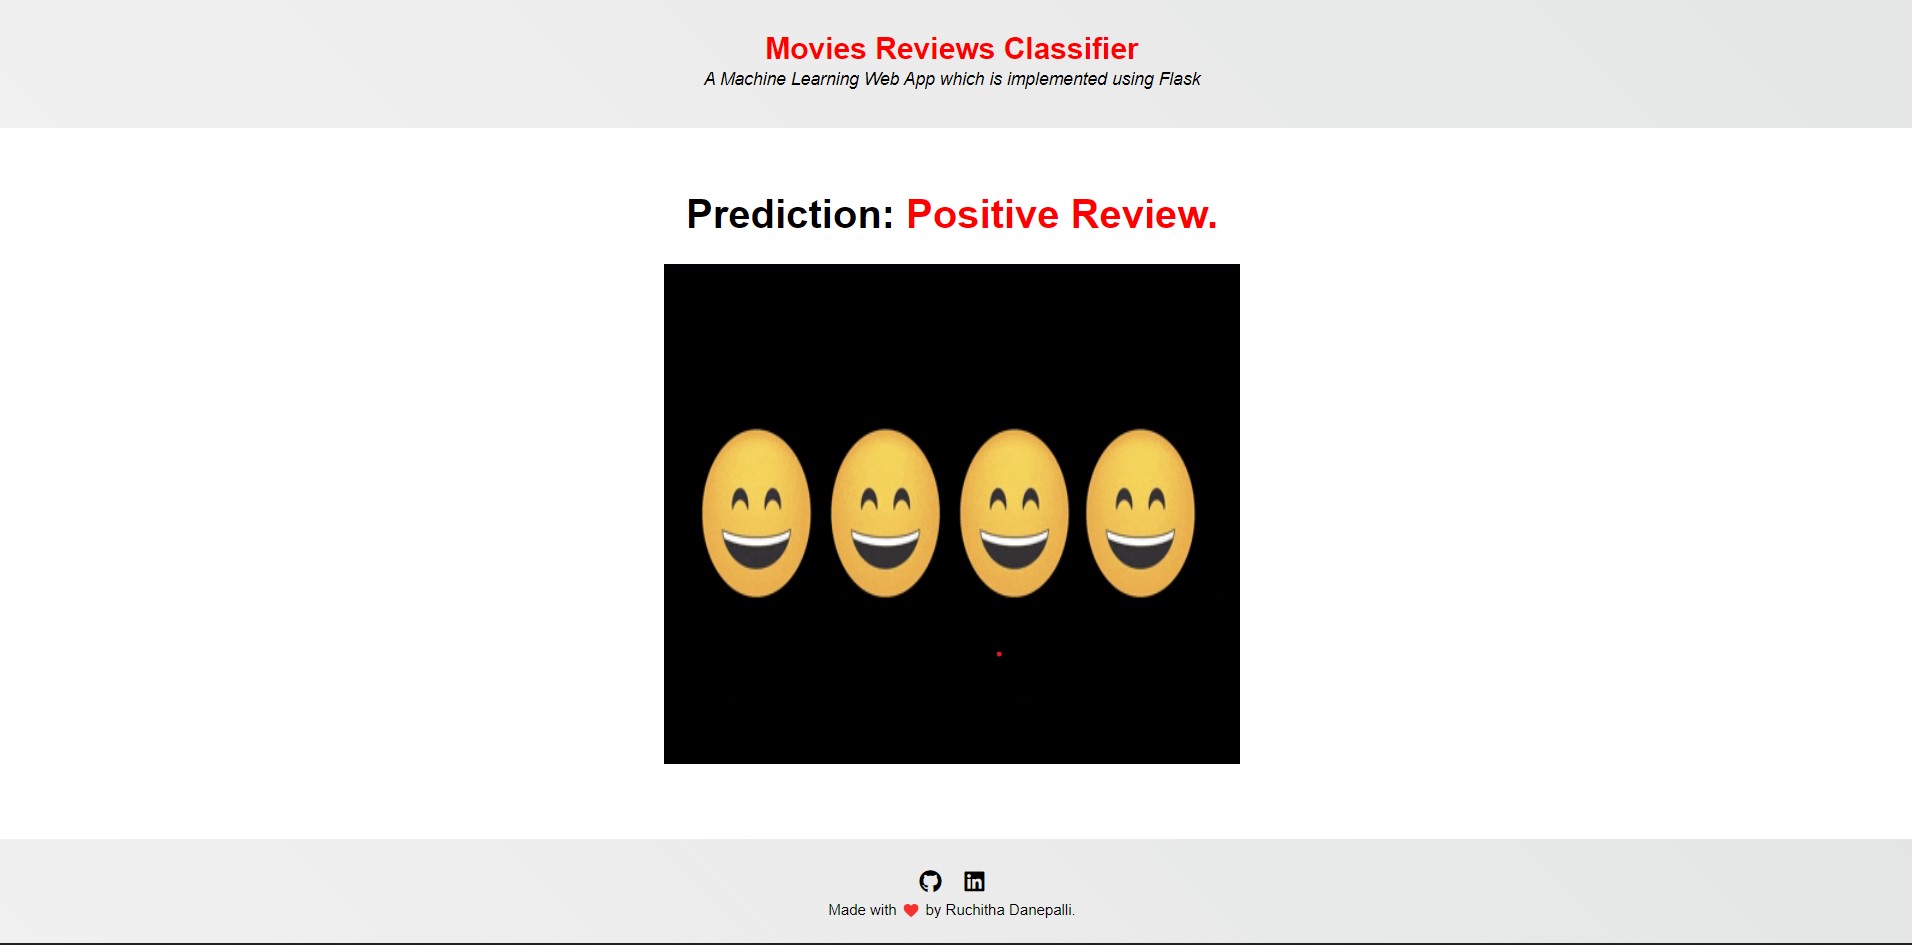 Movies Reviews Classifier
A Machine Learning Web App which is implemented using Flask
Prediction: Positive Review.
in
Made with ❤ by Ruchitha Danepalli.